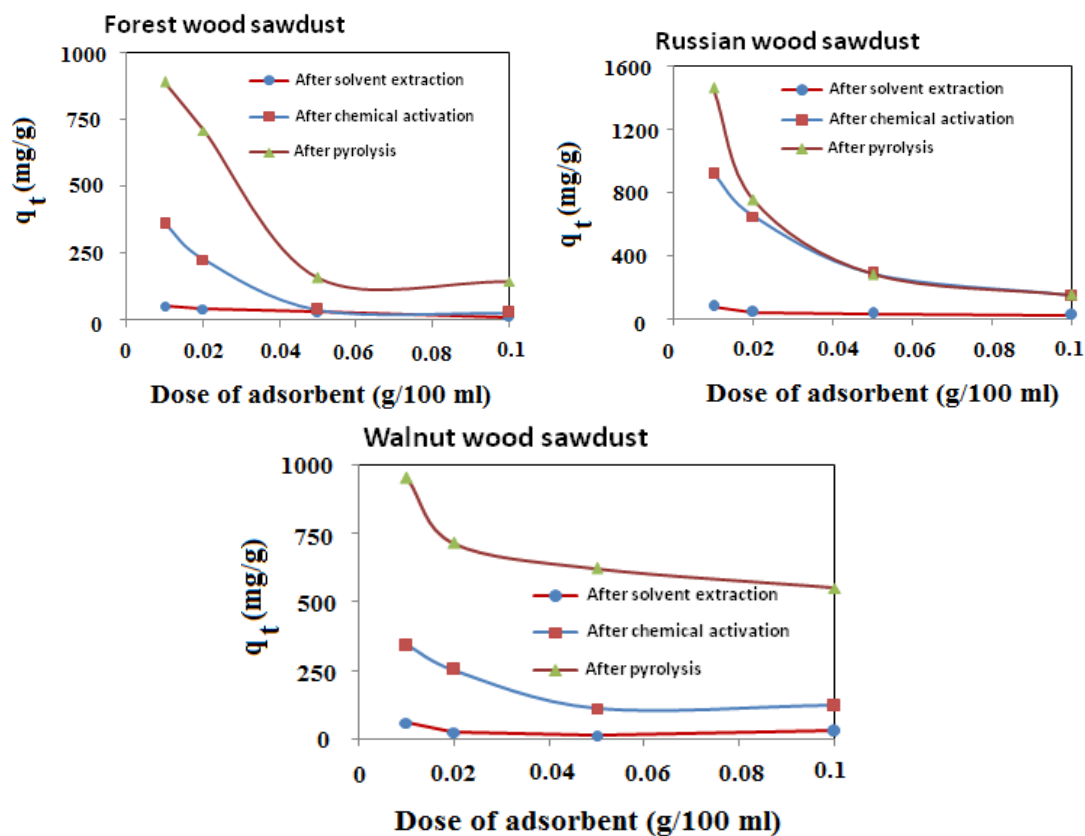 Forest wood sawdust
1000
750
500
250
0
q t (mg/g)
After solvent extraction
After chemical activation
After pyrolysis
0 0.02 0.04 0.06 0.08 0.1
Dose of adsorbent (g/100 ml)
Russian wood sawdust
1600
1200
800
400
0
q t (mg/g)
After solvent extraction
After chemical activation
After pyrolysis
0 0.02 0.04 0.06 0.08 0.1
Dose of adsorbent (g/100 ml)
Walnut wood sawdust
1000
750
500
250
0
q t (mg/g)
After solvent extraction
After chemical activation
After pyrolysis
0 0.02 0.04 0.06 0.08 0.1
Dose of adsorbent (g/100 ml)